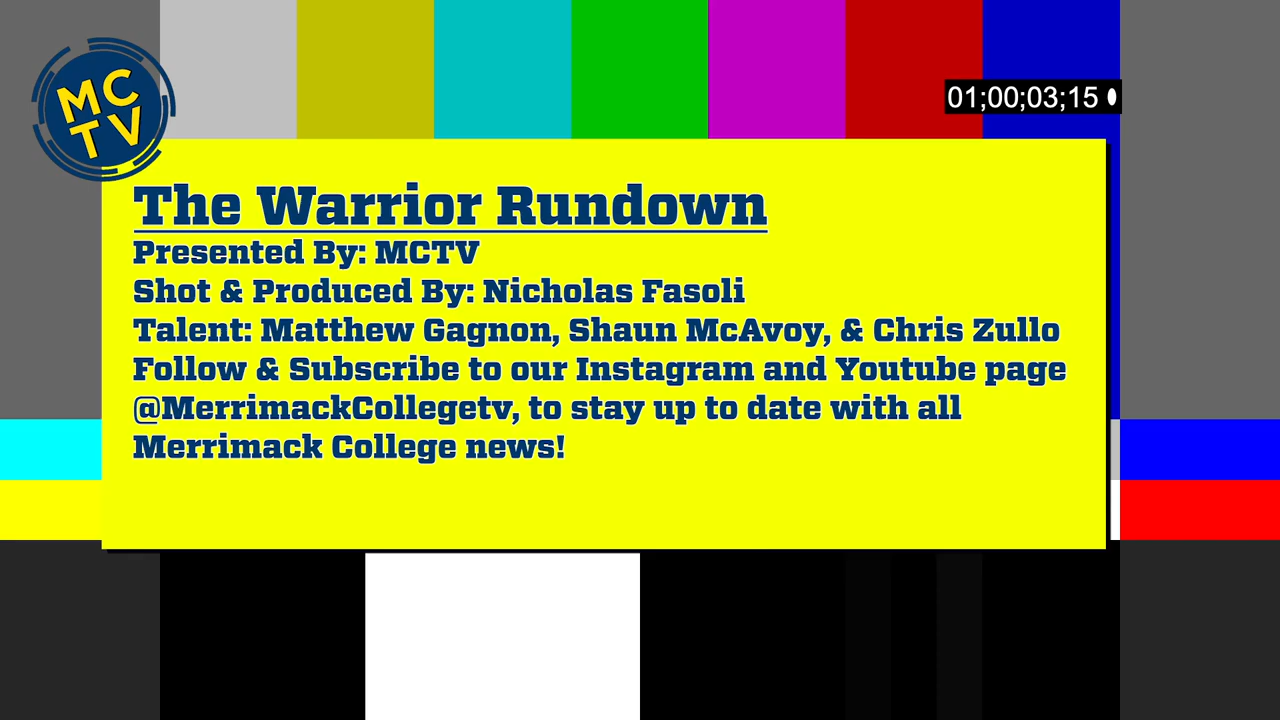 MC
TV
01;00;03;15
The Warrior Rundown
Presented By: MCTV
Shot & Produced By: Nicholas Fasoli
Talent: Matthew Gagnon, Shaun McAvoy, & Chris Zullo
Follow & Subscribe to our Instagram and Youtube page
@MerrimackCollegetv, to stay up to date with all
Merrimack College news!